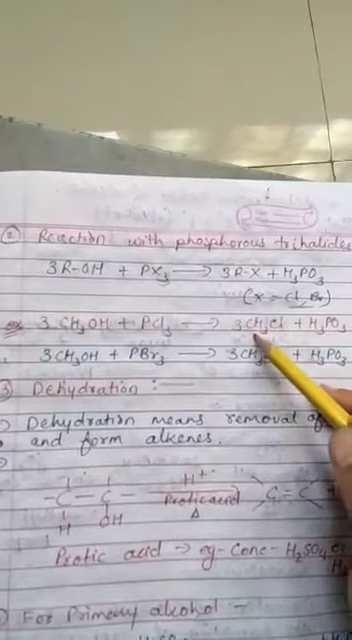 ② Reaction with phosphorous trihalides
3R-OH + PX₃ ⟶ 3R-X + H₃PO₃
(X = Cl, Br)
ex 3 CH₃OH + PCl₃ ⟶ 3CH₃Cl + H₃PO₃
3CH₃OH + PBr₃ ⟶ 3CH₃ + H₃PO₃
③ Dehydration :—
Dehydration means removal of
and form alkenes.
-C-C- H⁺ Protic acid Δ C=C
H OH
Protic acid → eg- Conc- H₂SO₄
For Primary alcohol -